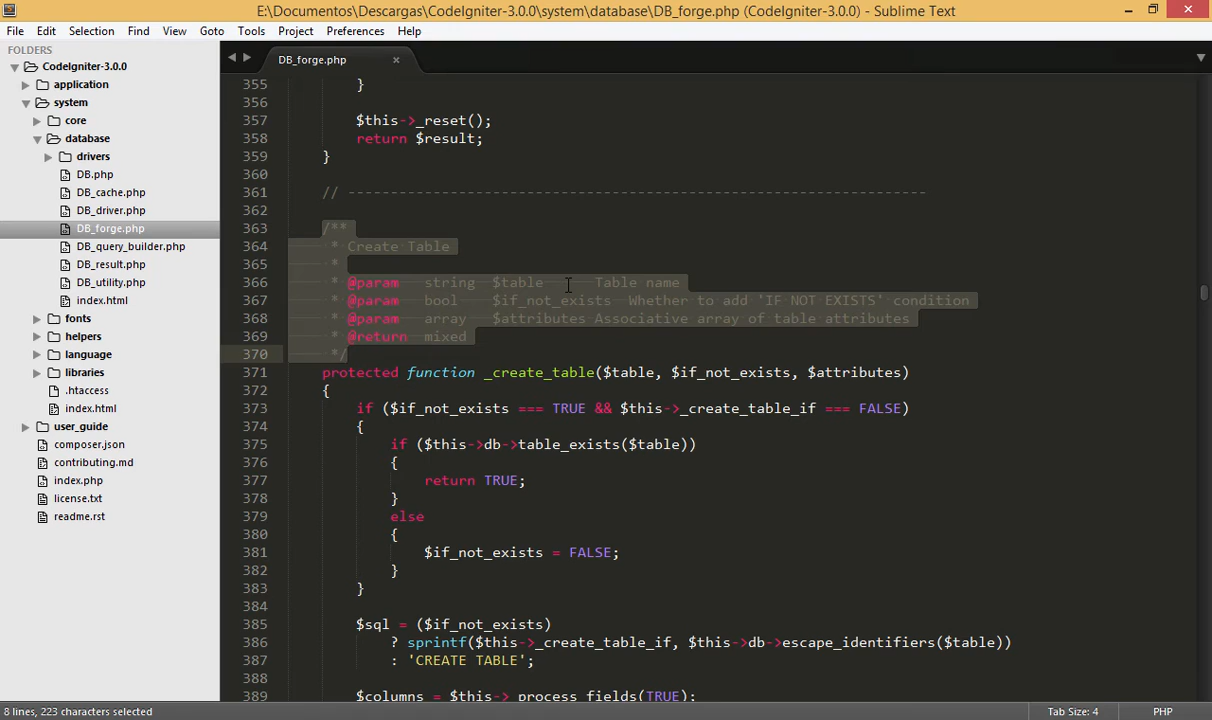 E:\Documentos\Descargas\CodeIgniter-3.0.0\system\database\DB_forge.php (CodeIgniter-3.0.0) - Sublime Text
File Edit Selection Find View Goto Tools Project Preferences Help
FOLDERS
CodeIgniter-3.0.0
application
system
core
database
drivers
DB.php
DB_cache.php
DB_driver.php
DB_forge.php
DB_query_builder.php
DB_result.php
DB_utility.php
index.html
fonts
helpers
language
libraries
.htaccess
index.html
user_guide
composer.json
contributing.md
index.php
license.txt
readme.rst
DB_forge.php
355 }
356
357 $this->_reset();
358 return $result;
359 }
360
361 // --------------------------------------------------------------------
362
363 /**
364 * Create Table
365 *
366 * @param string $table Table name
367 * @param bool $if_not_exists Whether to add 'IF NOT EXISTS' condition
368 * @param array $attributes Associative array of table attributes
369 * @return mixed
370 */
371 protected function _create_table($table, $if_not_exists, $attributes)
372 {
373 if ($if_not_exists === TRUE && $this->_create_table_if === FALSE)
374 {
375 if ($this->db->table_exists($table))
376 {
377 return TRUE;
378 }
379 else
380 {
381 $if_not_exists = FALSE;
382 }
383 }
384
385 $sql = ($if_not_exists)
386 ? sprintf($this->_create_table_if, $this->db->escape_identifiers($table))
387 : 'CREATE TABLE';
388
389 $columns = $this->_process_fields(TRUE);
8 lines, 223 characters selected
Tab Size: 4
PHP